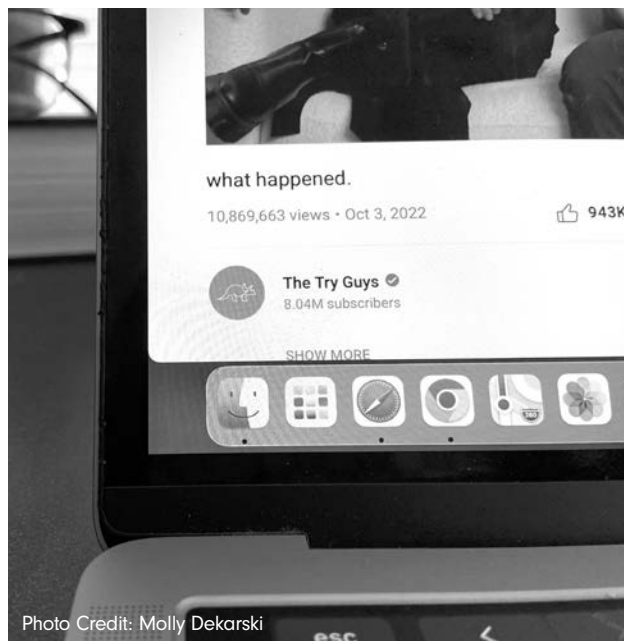 what happened.
10,869,663 views • Oct 3, 2022 943K
The Try Guys
8.04M subscribers
SHOW MORE
280
esc
Photo Credit: Molly Dekarski